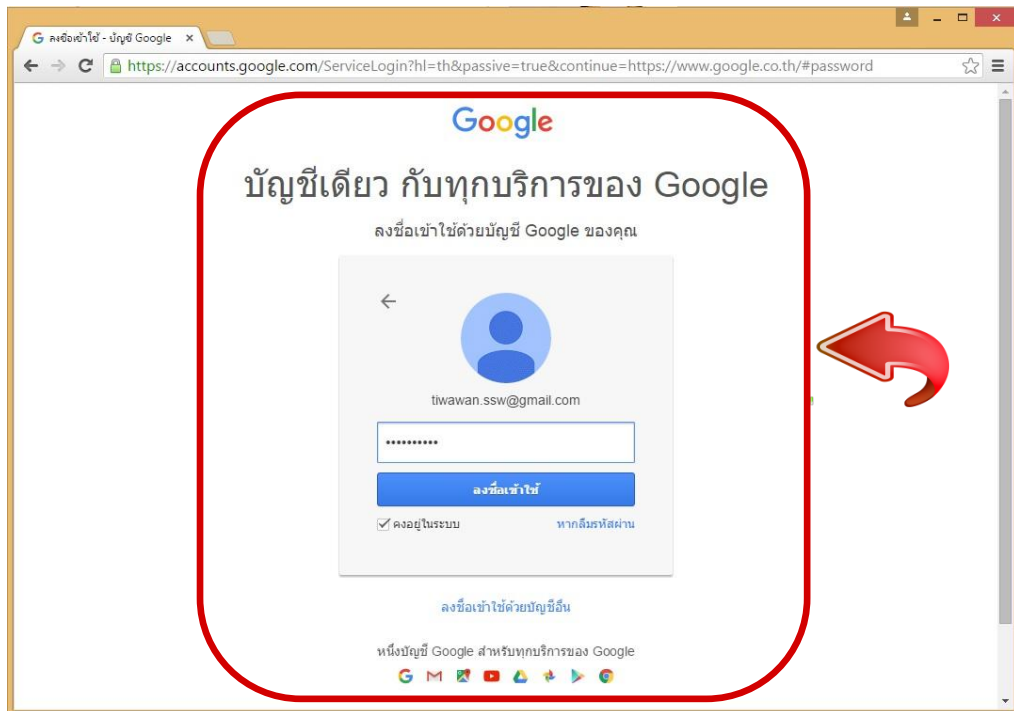 ลงชื่อเข้าใช้ - บัญชี Google
https://accounts.google.com/ServiceLogin?hl=th&passive=true&continue=https://www.google.co.th/#password
Google
บัญชีเดียว กับทุกบริการของ Google
ลงชื่อเข้าใช้ด้วยบัญชี Google ของคุณ
tiwawan.ssw@gmail.com
••••••••••
ลงชื่อเข้าใช้
คงอยู่ในระบบ หากลืมรหัสผ่าน
ลงชื่อเข้าใช้ด้วยบัญชีอื่น
หนึ่งบัญชี Google สำหรับทุกบริการของ Google